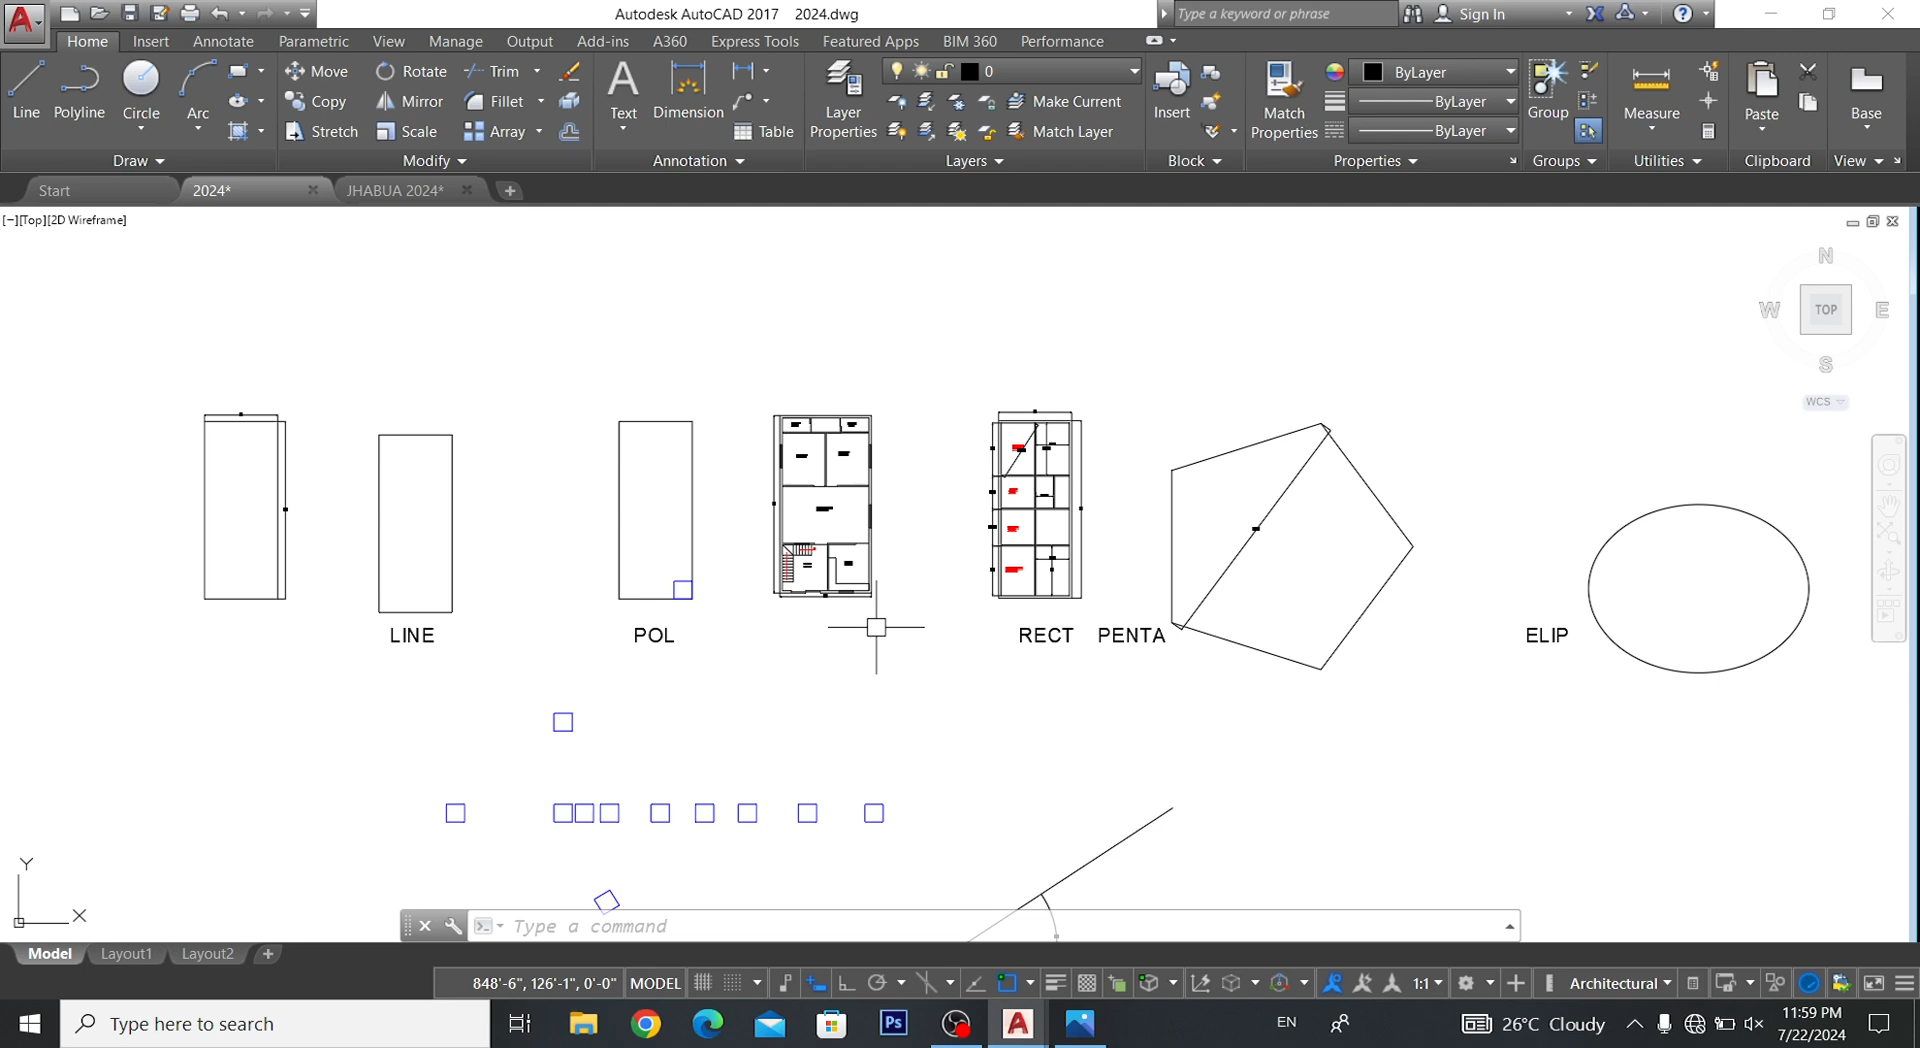 Autodesk AutoCAD 2017 2024.dwg
Type a keyword or phrase
Sign In
Home Insert Annotate Parametric View Manage Output Add-ins A360 Express Tools Featured Apps BIM 360 Performance
Line Polyline Circle Arc
Move Rotate Trim
Copy Mirror Fillet
Stretch Scale Array
Text Dimension Table
Layer Properties
0
Make Current
Match Layer
Insert
Match Properties
ByLayer
ByLayer
ByLayer
Group
Measure
Paste
Base
Draw Modify Annotation Layers Block Properties Groups Utilities Clipboard View
Start 2024* JHABUA 2024*
[−][Top][2D Wireframe]
N
W TOP E
S
WCS
LINE POL RECT PENTA ELIP
Y
X
Type a command
Model Layout1 Layout2
848'-6", 126'-1", 0'-0" MODEL 1:1 Architectural
Type here to search
Ps
EN
26°C Cloudy
11:59 PM
7/22/2024